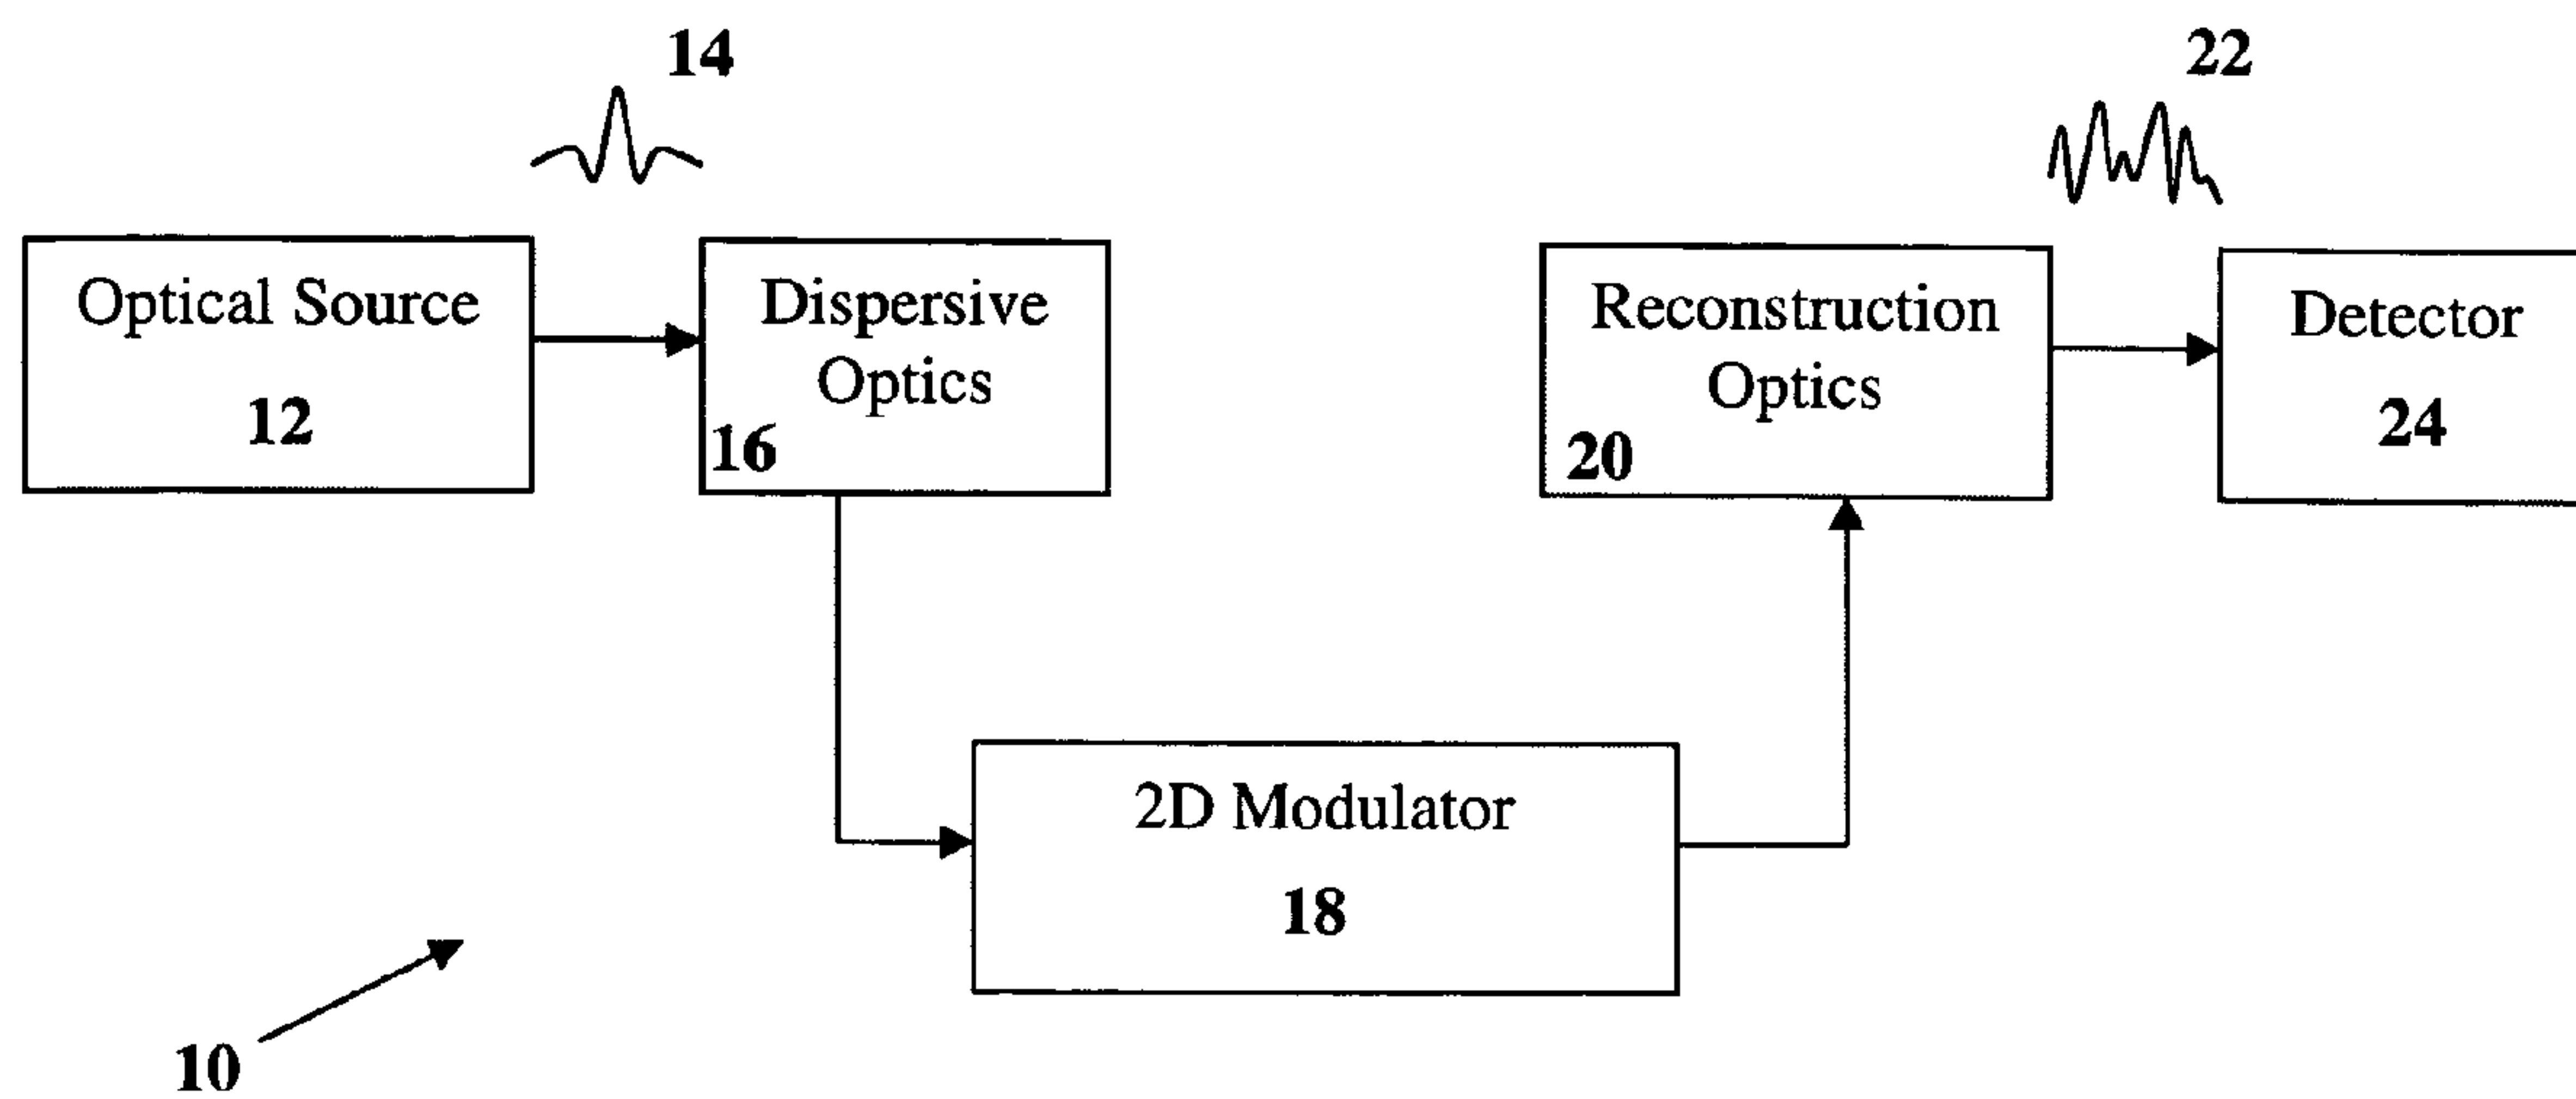 14
22
Optical Source
12
Dispersive
Optics
16
Reconstruction
Optics
20
Detector
24
2D Modulator
18
10